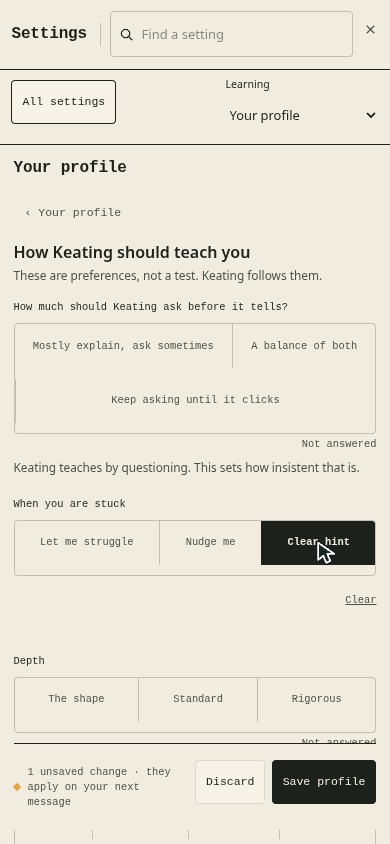 Settings
Find a setting
×
All settings
Learning
Your profile
Your profile
‹ Your profile
How Keating should teach you
These are preferences, not a test. Keating follows them.
How much should Keating ask before it tells?
Mostly explain, ask sometimes
A balance of both
Keep asking until it clicks
Not answered
Keating teaches by questioning. This sets how insistent that is.
When you are stuck
Let me struggle
Nudge me
Clear hint
Clear
Depth
The shape
Standard
Rigorous
Not answered
1 unsaved change · they
apply on your next
message
Discard
Save profile